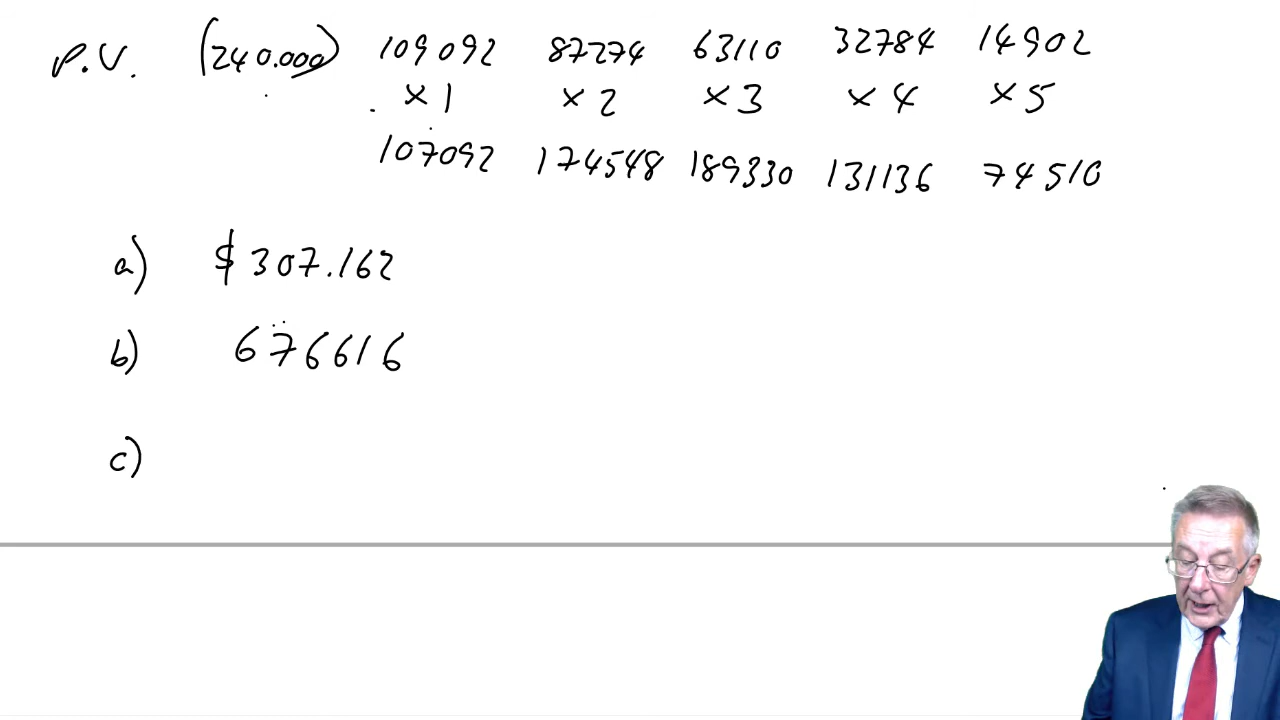 P.V. (240.000) 109092 87274 63110 32784 14902
×1 ×2 ×3 ×4 ×5
107092 174548 189330 131136 74510
a) $307.162
b) 676616
c)